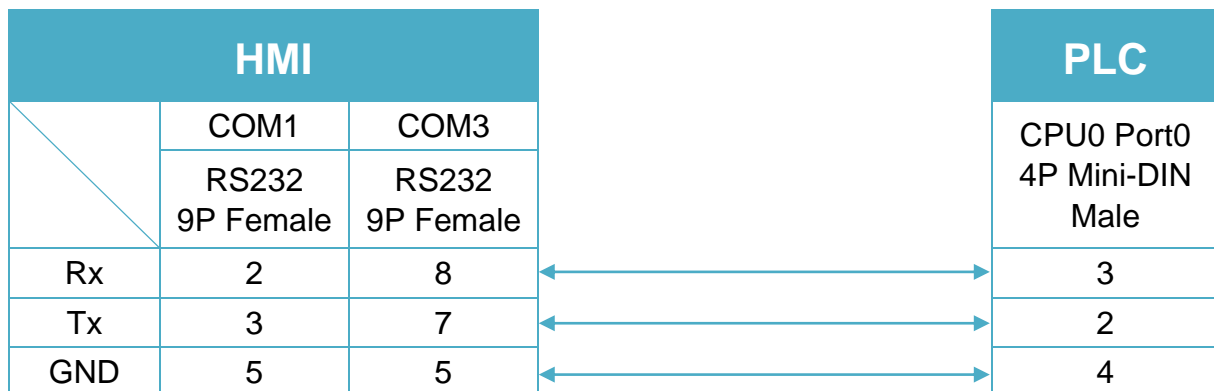 HMI PLC
COM1 COM3 CPU0 Port0
4P Mini-DIN
Male
RS232
9P Female
RS232
9P Female
Rx 2 8 3
Tx 3 7 2
GND 5 5 4